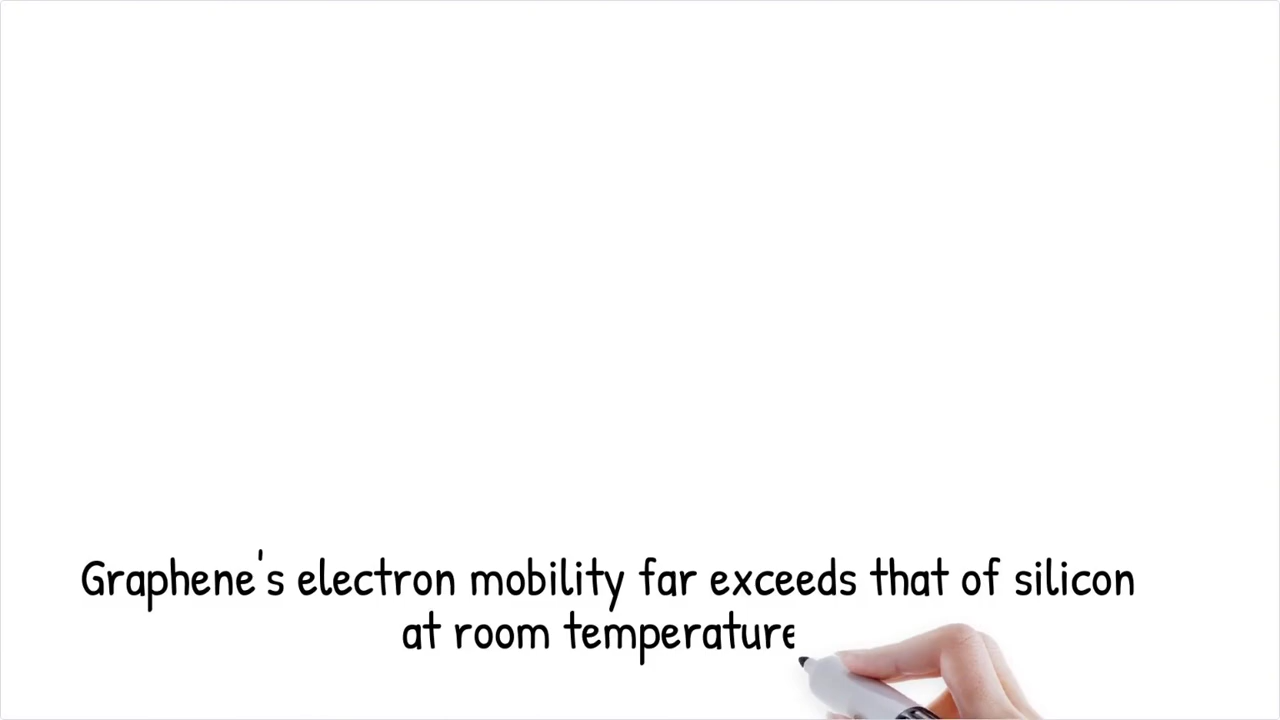 Graphene's electron mobility far exceeds that of silicon
at room temperature